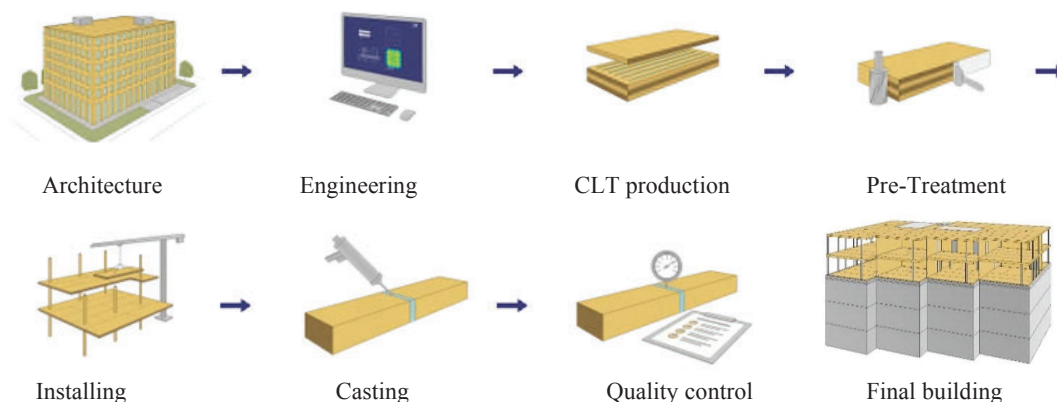 Architecture
Engineering
CLT production
Pre-Treatment
Installing
Casting
Quality control
Final building